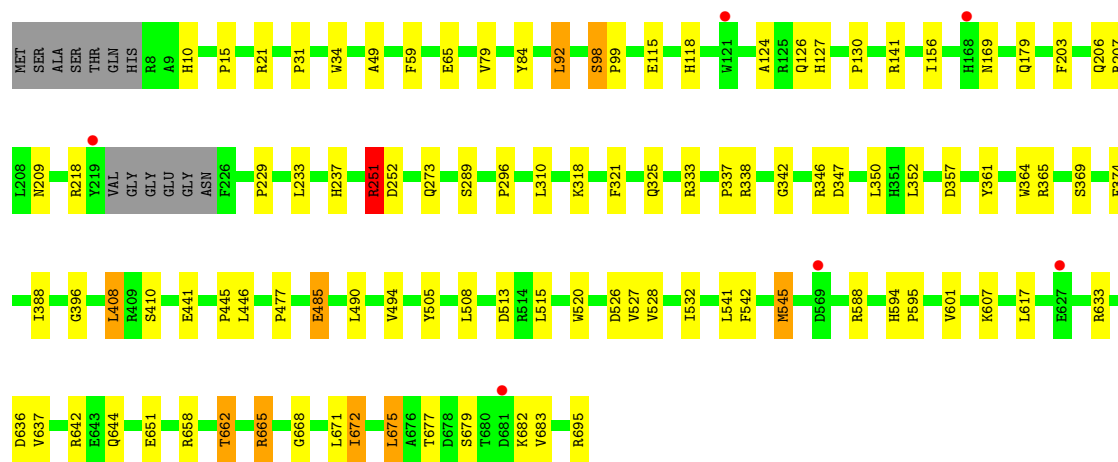 MET SER ALA SER THR GLN HIS R8 A9 H10 P15 R21 P31 W34 A49 F59 E65 V79 Y84 L92 S98 P99 E115 H118 W121 A124 R125 Q126 H127 P130 R141 I156 H168 N169 Q179 F203 Q206 R207
L208 N209 R218 Y219 VAL GLY GLY GLU GLY ASN F226 P229 L233 H237 R251 D252 Q273 S289 P296 L310 K318 F321 Q325 R333 P337 R338 G342 R346 D347 L350 H351 L352 D357 Y361 W364 R365 S369 E374
I388 G396 L408 R409 S410 E441 P445 L446 P477 E485 L490 V494 Y505 L508 D513 R514 L515 W520 D526 V527 V528 I532 L541 F542 M545 D569 R588 H594 P595 V601 K607 L617 E627 R633
D636 V637 R642 E643 Q644 E651 R658 T662 R665 G668 L671 I672 L675 A676 T677 D678 S679 T680 D681 K682 V683 R695